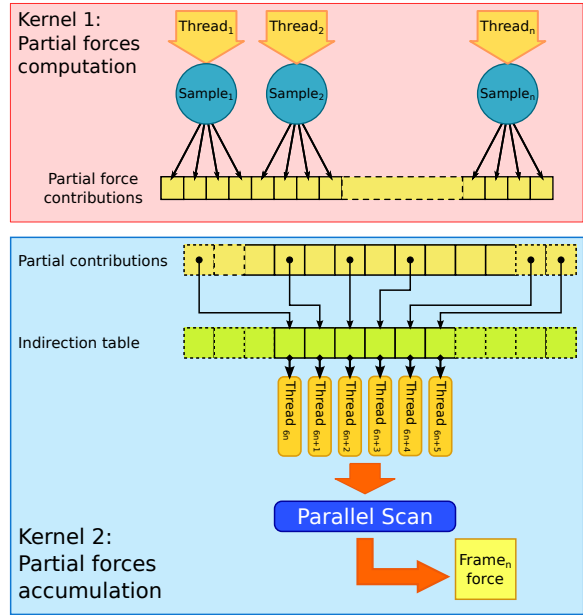 Kernel 1:
Partial forces
computation
Thread₁
Thread₂
Threadₙ
Sample₁
Sample₂
Sampleₙ
Partial force
contributions
Partial contributions
Indirection table
Thread 6n
Thread 6n+1
Thread 6n+2
Thread 6n+3
Thread 6n+4
Thread 6n+5
Parallel Scan
Kernel 2:
Partial forces
accumulation
Frameₙ
force